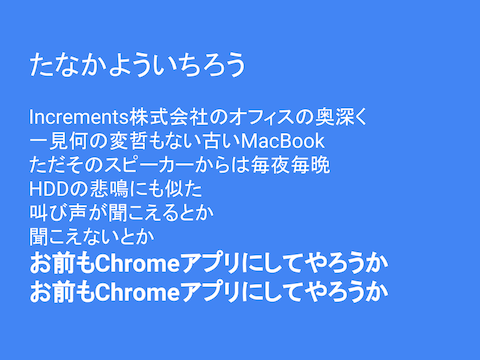 たなかよういちろう
Increments株式会社のオフィスの奥深く
一見何の変哲もない古いMacBook
ただそのスピーカーからは毎夜毎晩
HDDの悲鳴にも似た
叫び声が聞こえるとか
聞こえないとか
お前もChromeアプリにしてやろうか
お前もChromeアプリにしてやろうか